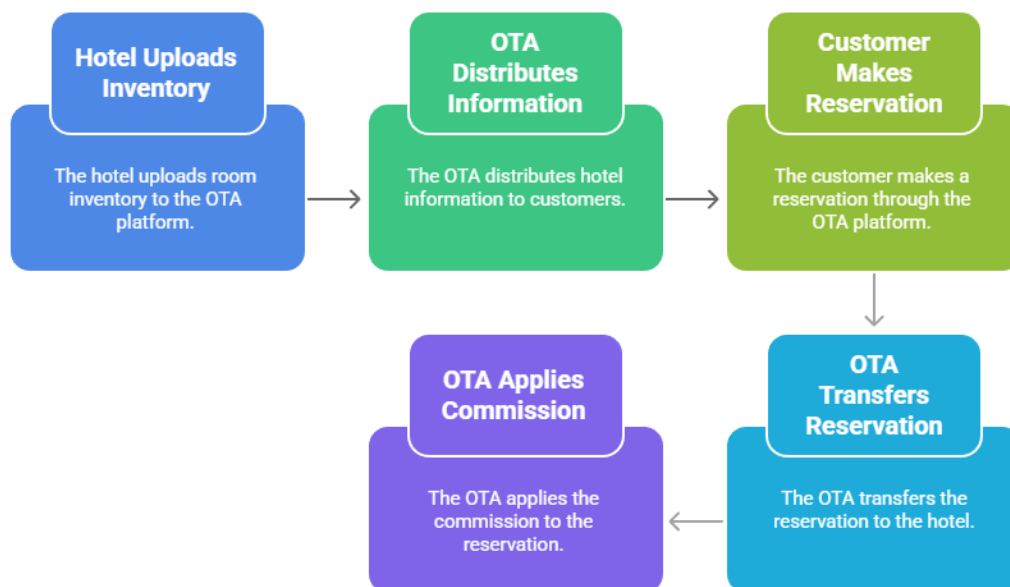 Hotel Uploads
Inventory
The hotel uploads room
inventory to the OTA
platform.
OTA
Distributes
Information
The OTA distributes hotel
information to customers.
Customer
Makes
Reservation
The customer makes a
reservation through the
OTA platform.
OTA
Transfers
Reservation
The OTA transfers the
reservation to the hotel.
OTA Applies
Commission
The OTA applies the
commission to the
reservation.